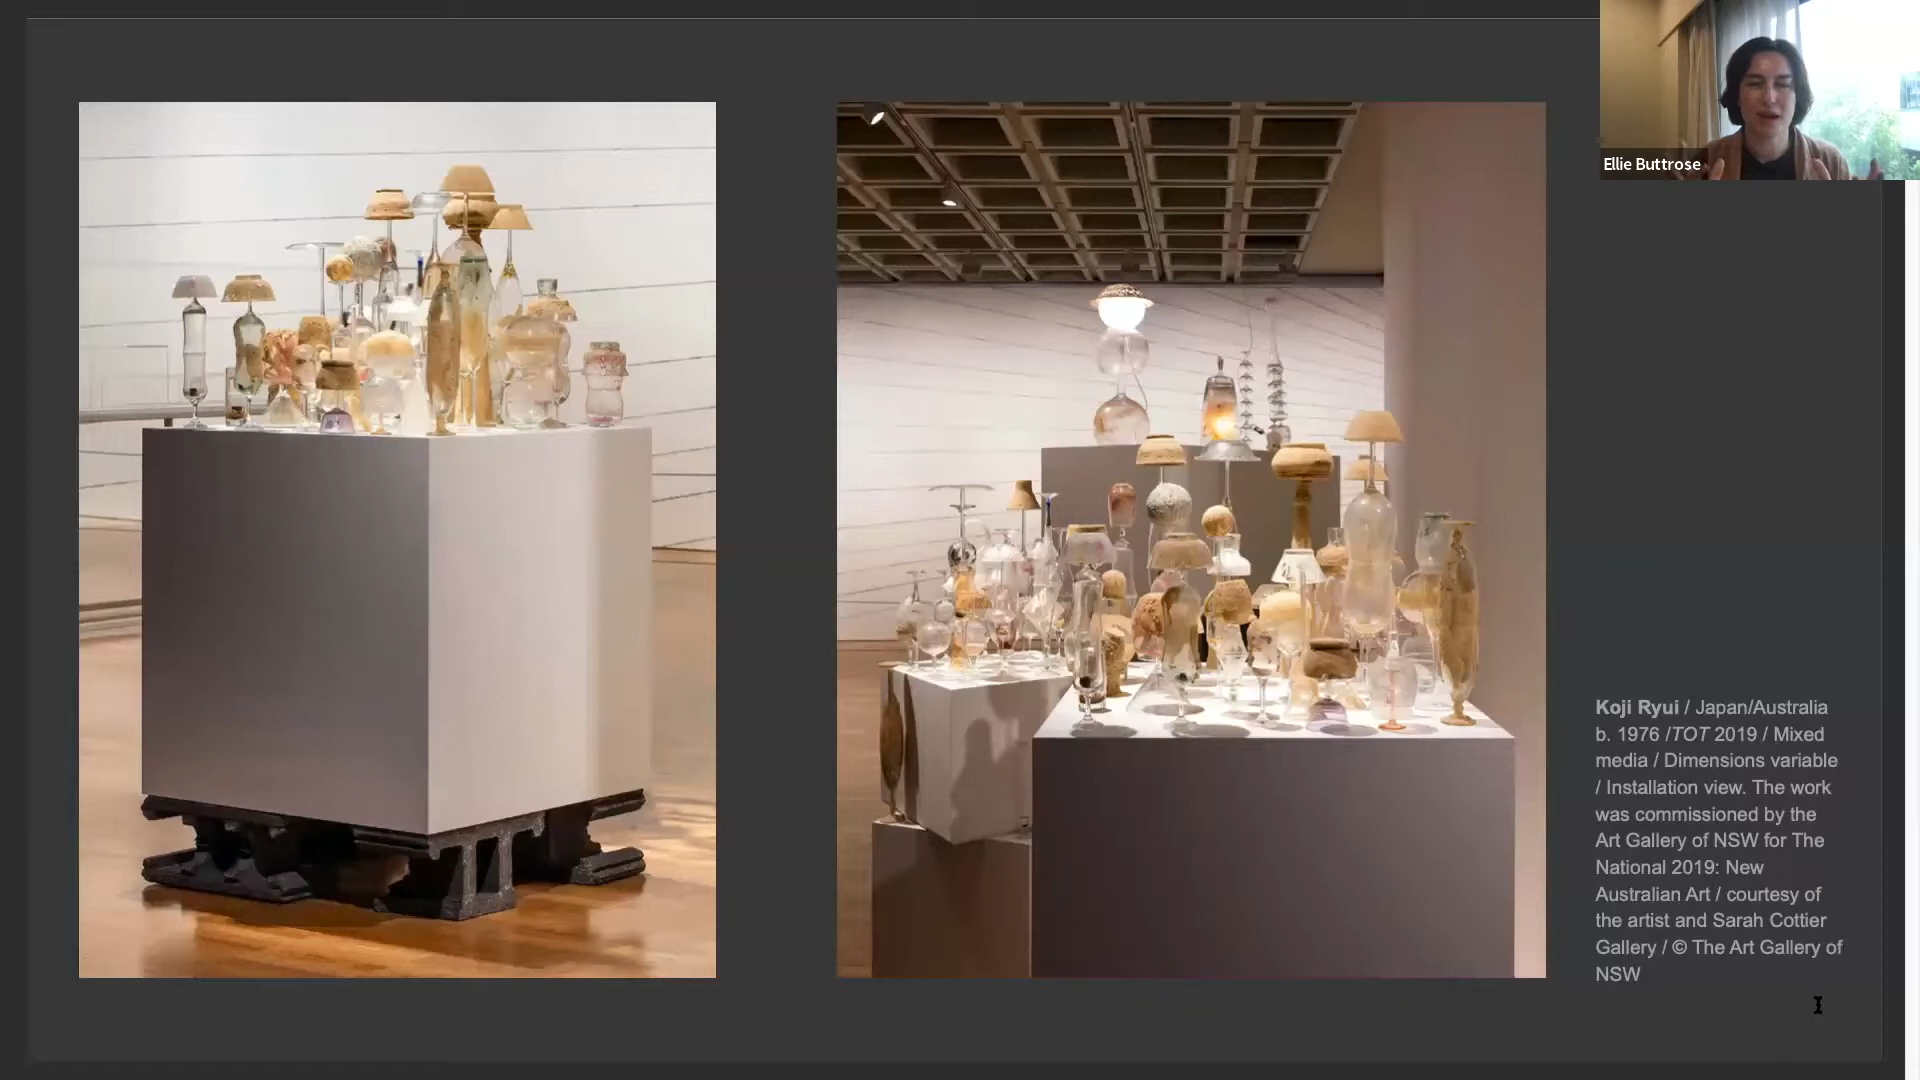 Ellie Buttrose
Koji Ryui / Japan/Australia
b. 1976 /TOT 2019 / Mixed
media / Dimensions variable
/ Installation view. The work
was commissioned by the
Art Gallery of NSW for The
National 2019: New
Australian Art / courtesy of
the artist and Sarah Cottier
Gallery / © The Art Gallery of
NSW